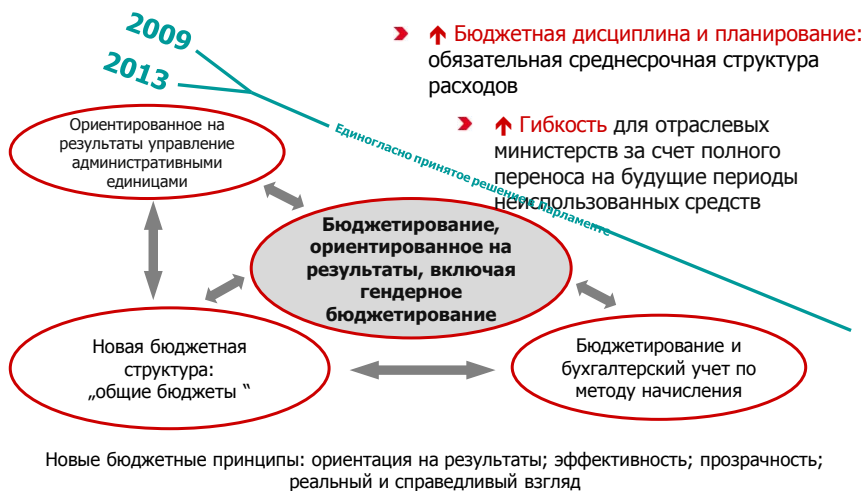 2009
2013
Бюджетная дисциплина и планирование:
обязательная среднесрочная структура
расходов
Гибкость для отраслевых
министерств за счет полного
переноса на будущие периоды
неиспользованных средств
Единогласно принятое решение в Парламенте
Ориентированное на
результаты управление
административными
единицами
Бюджетирование,
ориентированное на
результаты, включая
гендерное
бюджетирование
Новая бюджетная
структура:
„общие бюджеты “
Бюджетирование и
бухгалтерский учет по
методу начисления
Новые бюджетные принципы: ориентация на результаты; эффективность; прозрачность;
реальный и справедливый взгляд